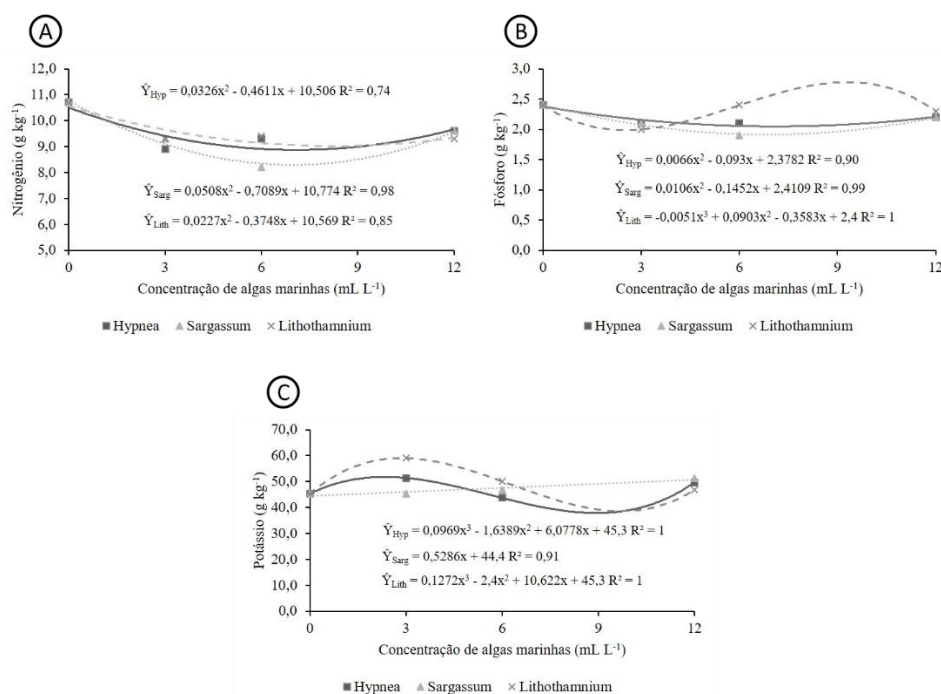 A
12,0
11,0
10,0
9,0
8,0
7,0
6,0
5,0
Nitrogênio (g kg⁻¹)
ŶHyp = 0,0326x² - 0,4611x + 10,506 R² = 0,74
ŶSarg = 0,0508x² - 0,7089x + 10,774 R² = 0,98
ŶLith = 0,0227x² - 0,3748x + 10,569 R² = 0,85
0 3 6 9 12
Concentração de algas marinhas (mL L⁻¹)
Hypnea Sargassum Lithothamnium
B
3,0
2,5
2,0
1,5
1,0
0,5
0,0
Fósforo (g kg⁻¹)
ŶHyp = 0,0066x² - 0,093x + 2,3782 R² = 0,90
ŶSarg = 0,0106x² - 0,1452x + 2,4109 R² = 0,99
ŶLith = -0,0051x³ + 0,0903x² - 0,3583x + 2,4 R² = 1
0 3 6 9 12
Concentração de algas marinhas (mL L⁻¹)
Hypnea Sargassum Lithothamnium
C
70,0
60,0
50,0
40,0
30,0
20,0
10,0
0,0
Potássio (g kg⁻¹)
ŶHyp = 0,0969x³ - 1,6389x² + 6,0778x + 45,3 R² = 1
ŶSarg = 0,5286x + 44,4 R² = 0,91
ŶLith = 0,1272x³ - 2,4x² + 10,622x + 45,3 R² = 1
0 3 6 9 12
Concentração de algas marinhas (mL L⁻¹)
Hypnea Sargassum Lithothamnium